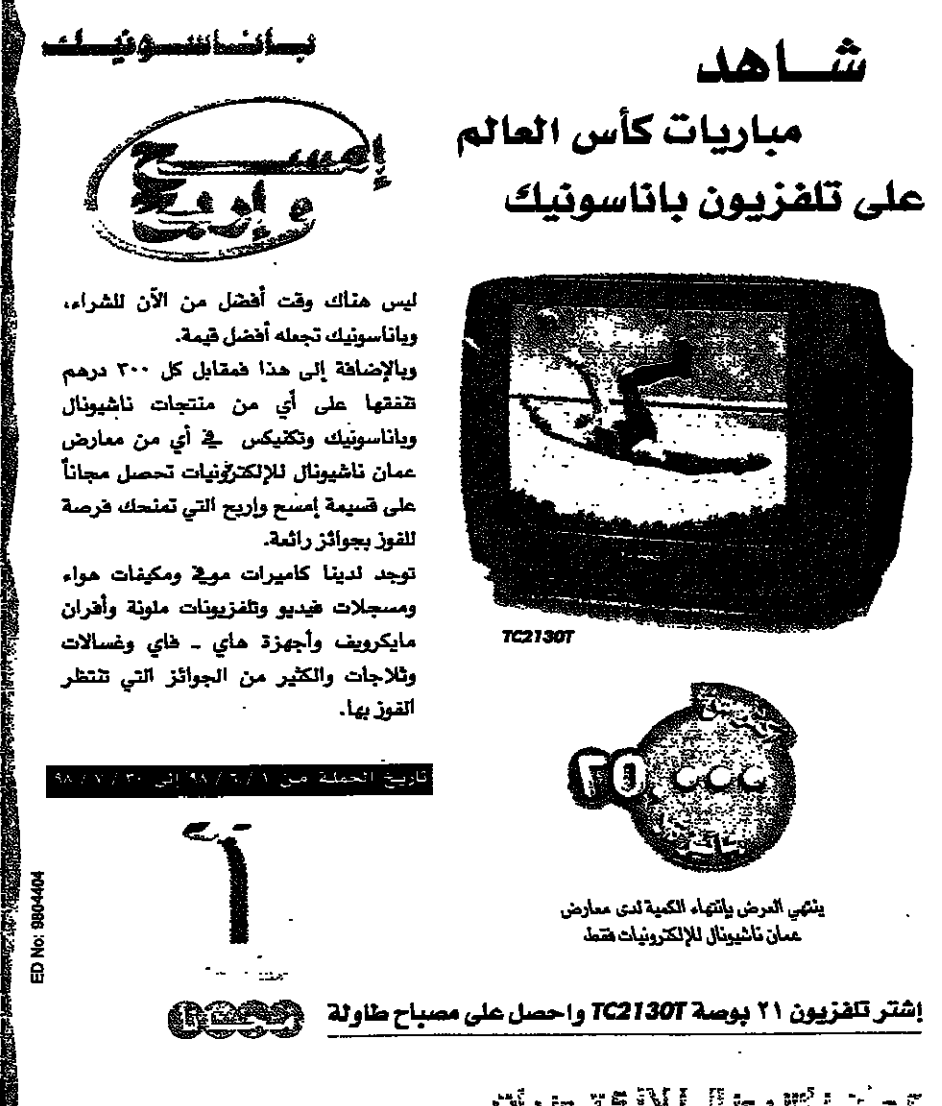 شاهد
مباريات كأس العالم
على تلفزيون باناسونيك
TC2130T
٢٥.٠٠٠
ينتهي العرض بإنتهاء الكمية لدى معارض
عمان ناشيونال للإلكترونيات فقط
باناسونيك
إمسح
وإربح
ليس هناك وقت أفضل من الآن للشراء،
وباناسونيك تجعله أفضل قيمة.
وبالإضافة إلى هذا فمقابل كل ٣٠٠ درهم
تنفقها على أي من منتجات ناشيونال
وباناسونيك وتكنيكس في أي من معارض
عمان ناشيونال للإلكترونيات تحصل مجاناً
على قسيمة إمسح وإربح التي تمنحك فرصة
للفوز بجوائز رائعة.
توجد لدينا كاميرات موفي ومكيفات هواء
ومسجلات فيديو وتلفزيونات ملونة وأفران
مايكرويف وأجهزة هاي - فاي وغسالات
وثلاجات والكثير من الجوائز التي تنتظر
الفوز بها.
تاريخ الحملة من ١ / ٦ / ٩٨ إلى ٣٠ / ٧ / ٩٨
ED No: 9804404
إشتر تلفزيون ٢١ بوصة TC2130T واحصل على مصباح طاولة مجاناً